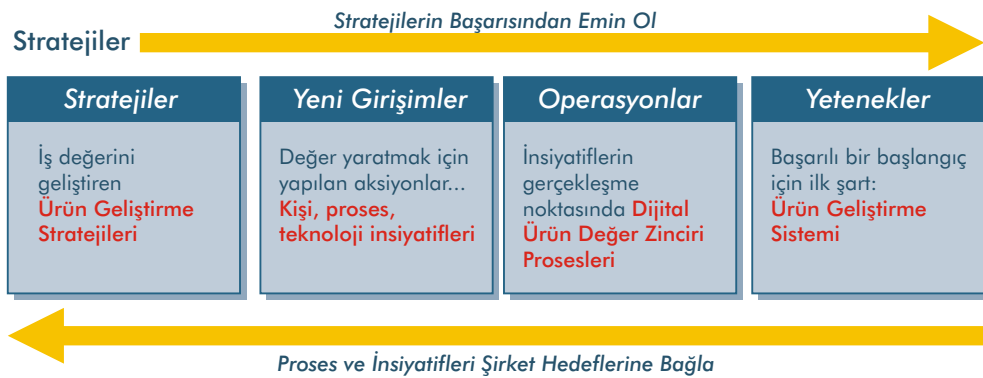 Stratejilerin Başarısından Emin Ol
Stratejiler
Stratejiler
İş değerini
geliştiren
Ürün Geliştirme
Stratejileri
Yeni Girişimler
Değer yaratmak için
yapılan aksiyonlar...
Kişi, proses,
teknoloji insiyatifleri
Operasyonlar
İnsiyatiflerin
gerçekleşme
noktasında Dijital
Ürün Değer Zinciri
Prosesleri
Yetenekler
Başarılı bir başlangıç
için ilk şart:
Ürün Geliştirme
Sistemi
Proses ve İnsiyatifleri Şirket Hedeflerine Bağla